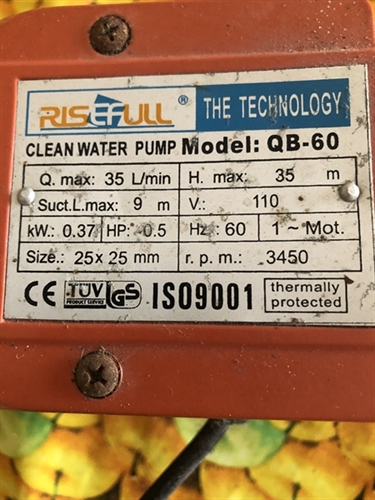 RISEFULL ® THE TECHNOLOGY
CLEAN WATER PUMP Model: QB-60
Q. max: 35 L/min H. max: 35 m
Suct.L.max: 9 m V.: 110
kW.: 0.37 HP.: 0.5 Hz.: 60 1 ~ Mot.
Size.: 25 x 25 mm r. p. m.: 3450
CE TÜV PRODUCT SERVICE GS ISO9001 thermally protected